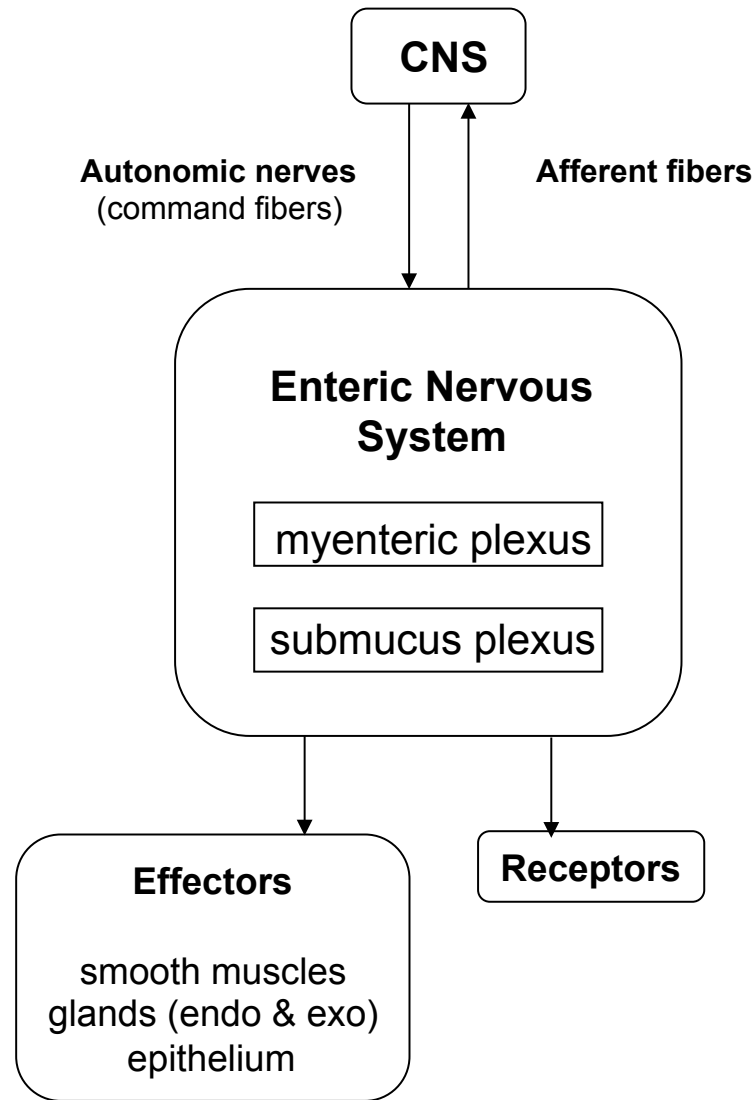 CNS
Autonomic nerves
(command fibers)
Afferent fibers
Enteric Nervous
System
myenteric plexus
submucus plexus
Effectors
smooth muscles
glands (endo & exo)
epithelium
Receptors